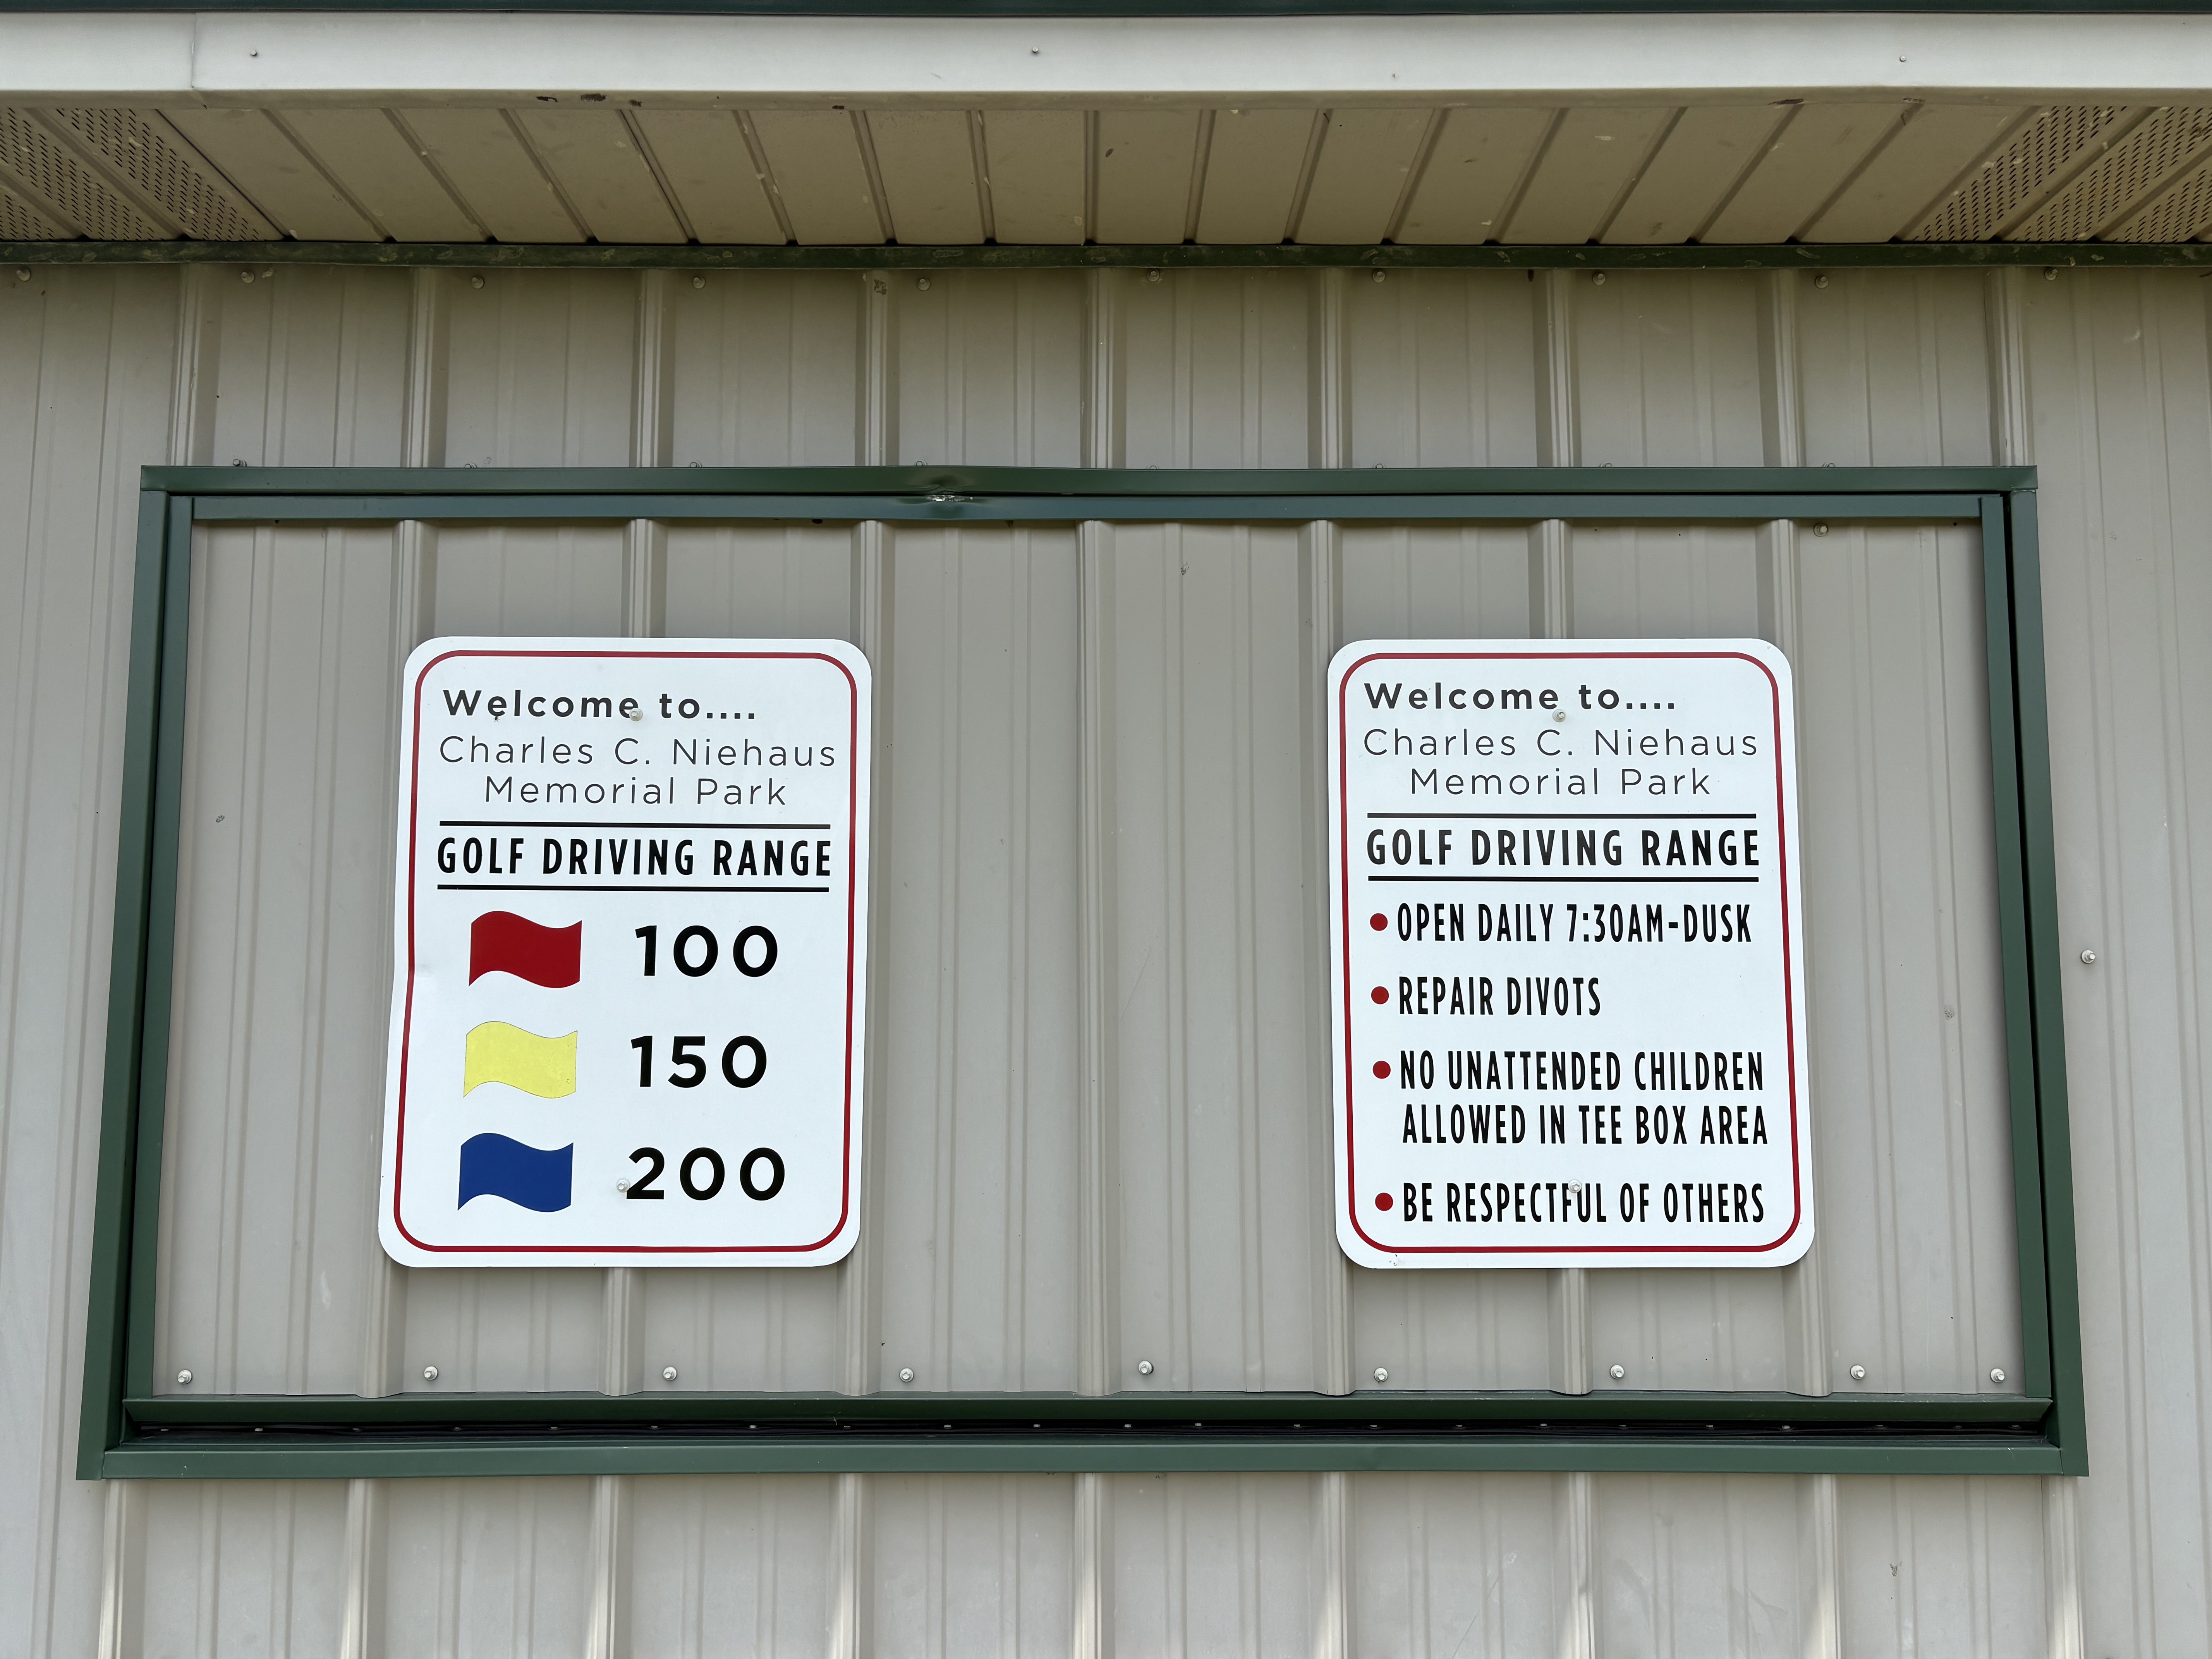 Welcome to....
Charles C. Niehaus
Memorial Park
GOLF DRIVING RANGE
100
150
200
Welcome to....
Charles C. Niehaus
Memorial Park
GOLF DRIVING RANGE
• OPEN DAILY 7:30AM-DUSK
• REPAIR DIVOTS
• NO UNATTENDED CHILDREN
ALLOWED IN TEE BOX AREA
• BE RESPECTFUL OF OTHERS